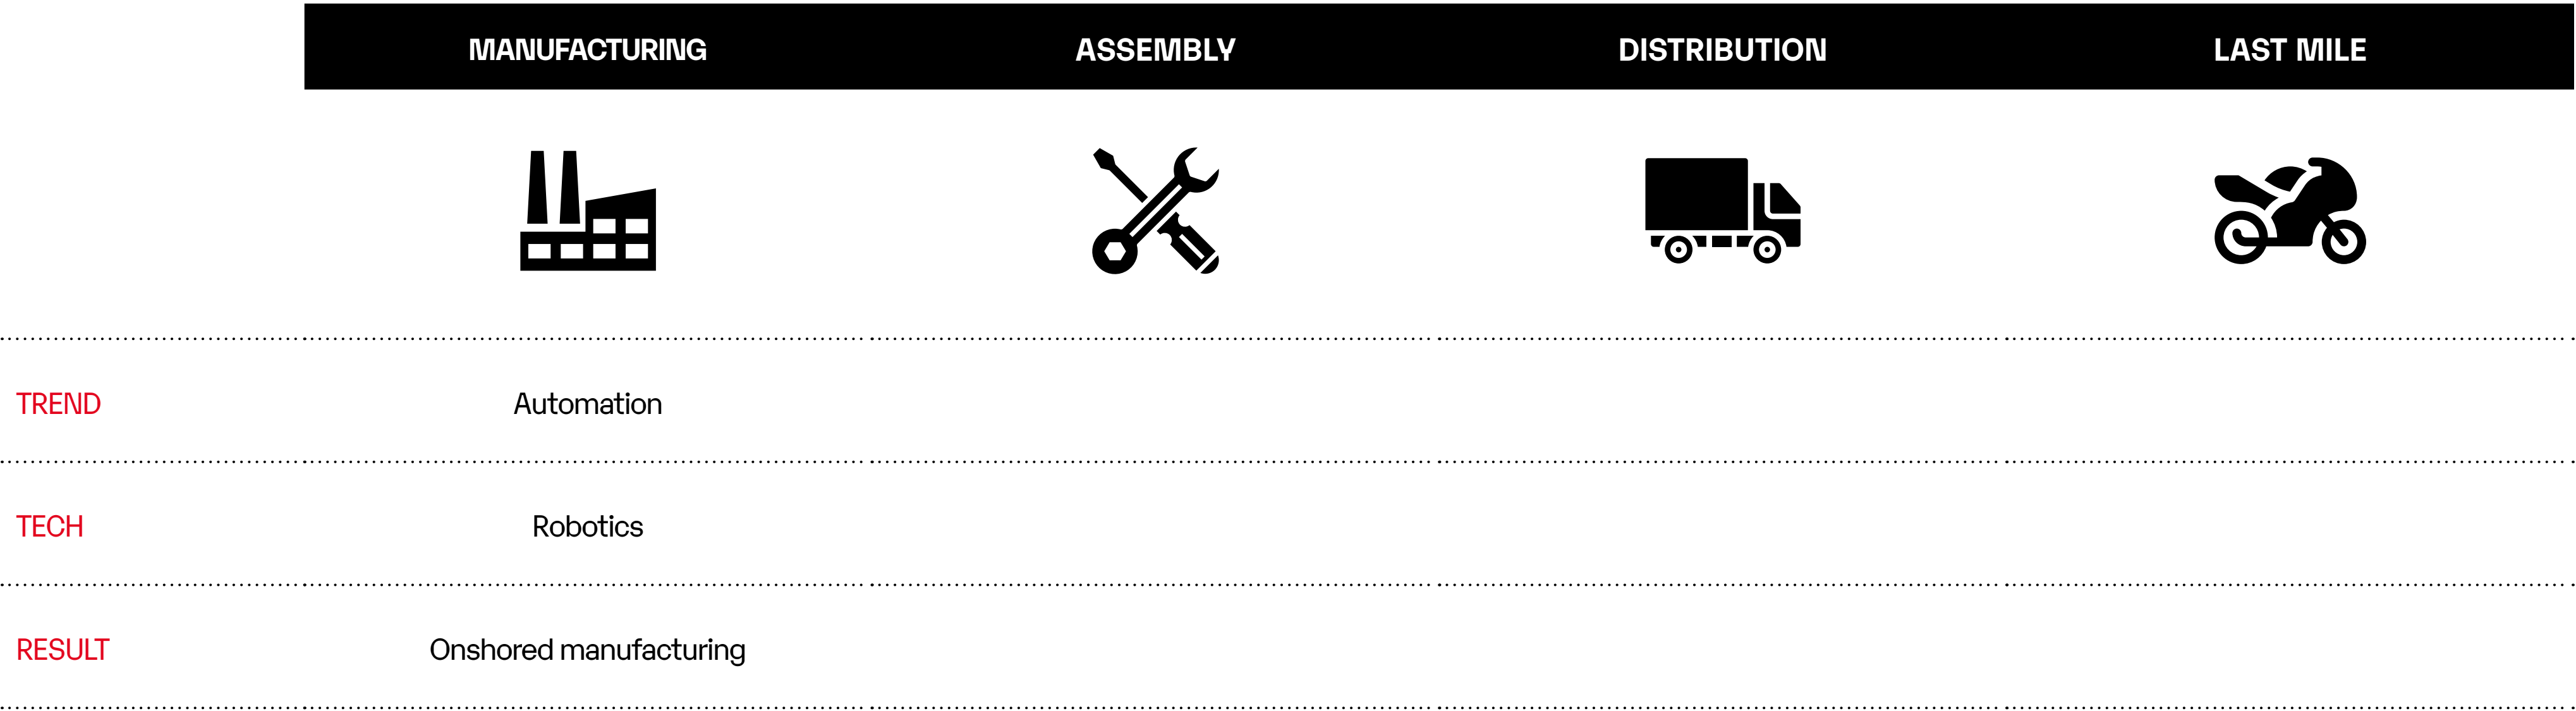 MANUFACTURING ASSEMBLY DISTRIBUTION LAST MILE
TREND Automation
TECH Robotics
RESULT Onshored manufacturing